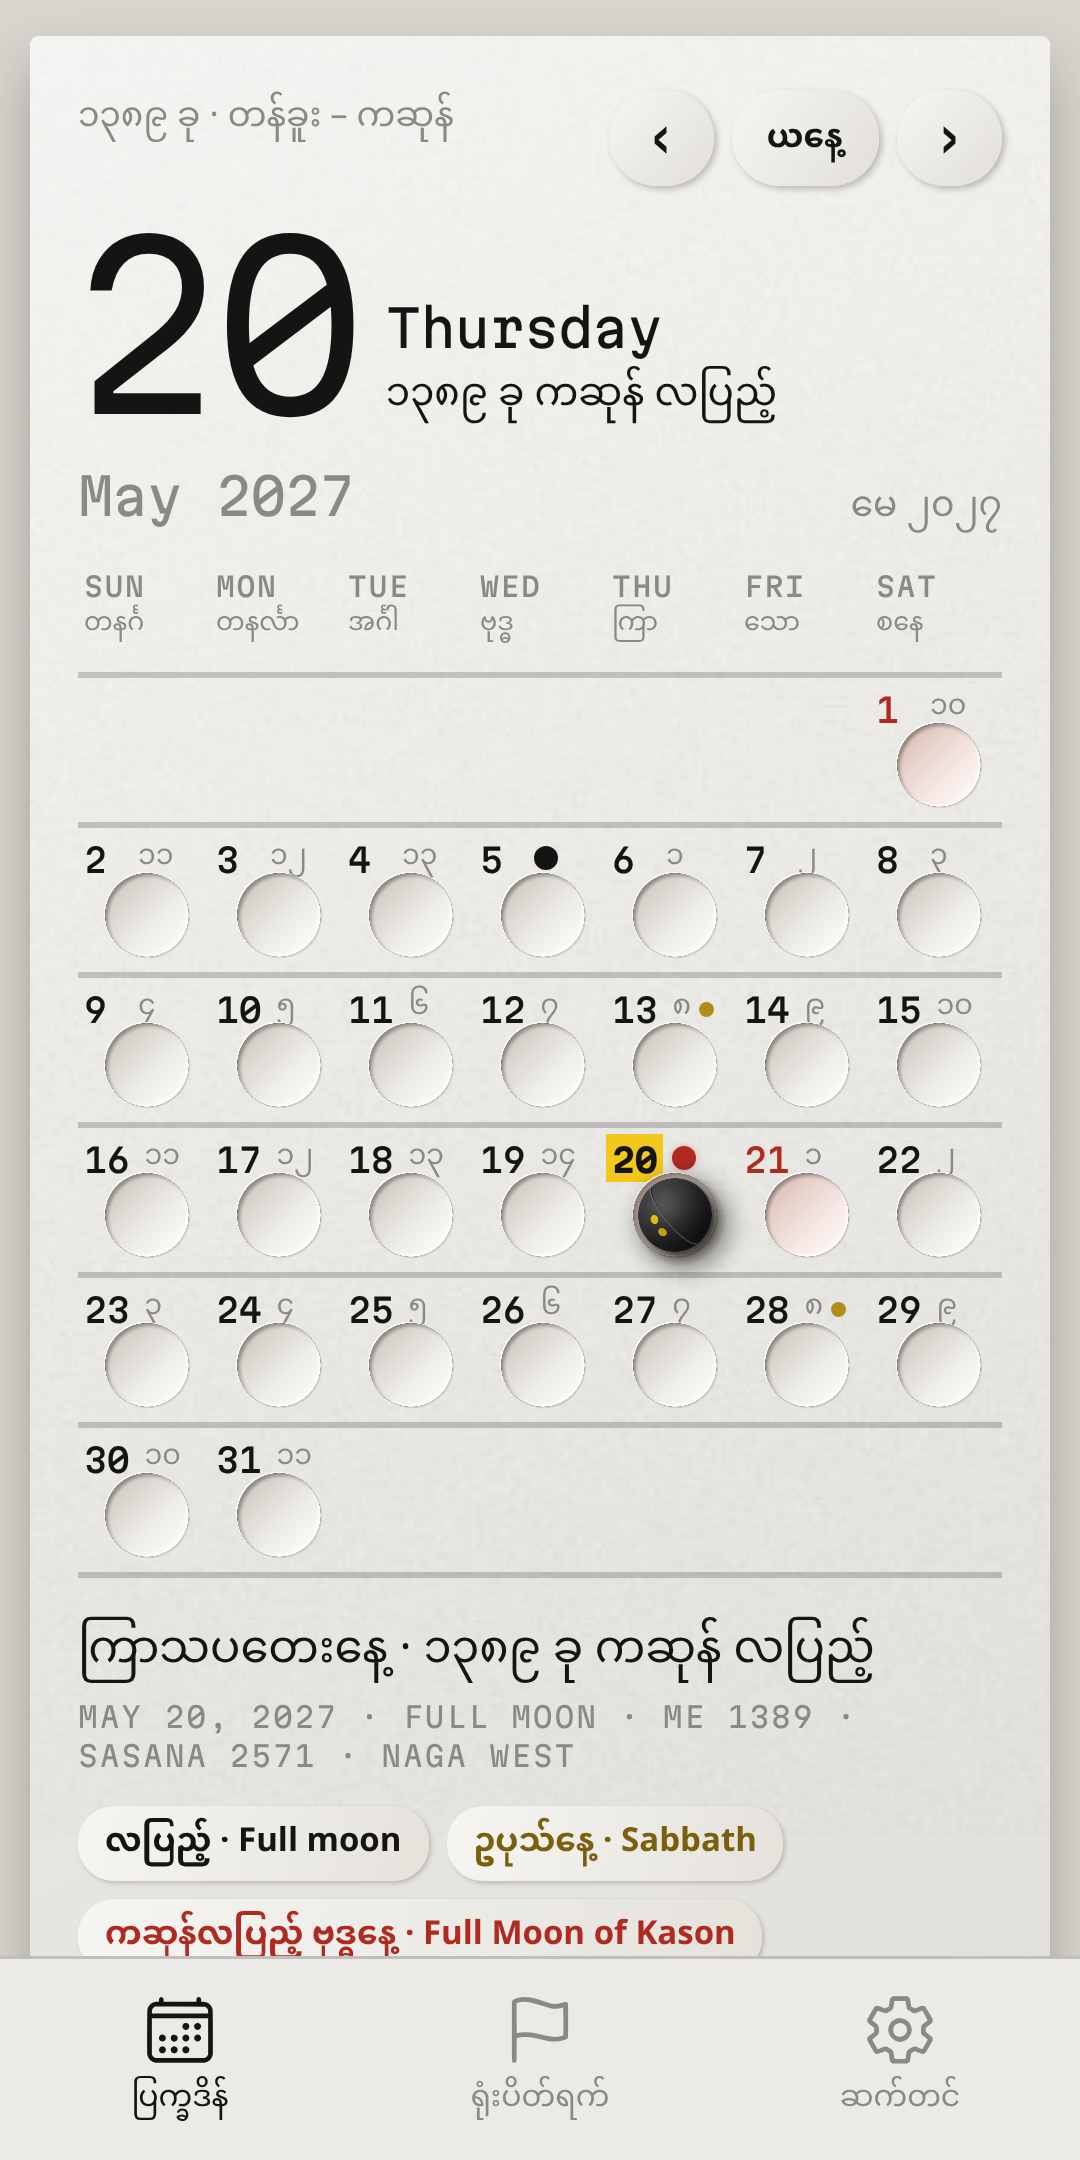 ၁၃၈၉ ခု · တန်ခူး – ကဆုန်
‹ ယနေ့ ›
20
Thursday
၁၃၈၉ ခု ကဆုန် လပြည့်
May 2027 မေ ၂၀၂၇
SUN MON TUE WED THU FRI SAT
တနင်္ဂ တနင်္လာ အင်္ဂါ ဗုဒ္ဓ ကြာ သော စနေ
1 ၁၀
2 ၁၁ 3 ၁၂ 4 ၁၃ 5 6 ၁ 7 ၂ 8 ၃
9 ၄ 10 ၅ 11 ၆ 12 ၇ 13 ၈ 14 ၉ 15 ၁၀
16 ၁၁ 17 ၁၂ 18 ၁၃ 19 ၁၄ 20 21 ၁ 22 ၂
23 ၃ 24 ၄ 25 ၅ 26 ၆ 27 ၇ 28 ၈ 29 ၉
30 ၁၀ 31 ၁၁
ကြာသပတေးနေ့ · ၁၃၈၉ ခု ကဆုန် လပြည့်
MAY 20, 2027 · FULL MOON · ME 1389 ·
SASANA 2571 · NAGA WEST
လပြည့် · Full moon ဥပုသ်နေ့ · Sabbath
ကဆုန်လပြည့် ဗုဒ္ဓနေ့ · Full Moon of Kason
ပြက္ခဒိန် ရုံးပိတ်ရက် ဆက်တင်